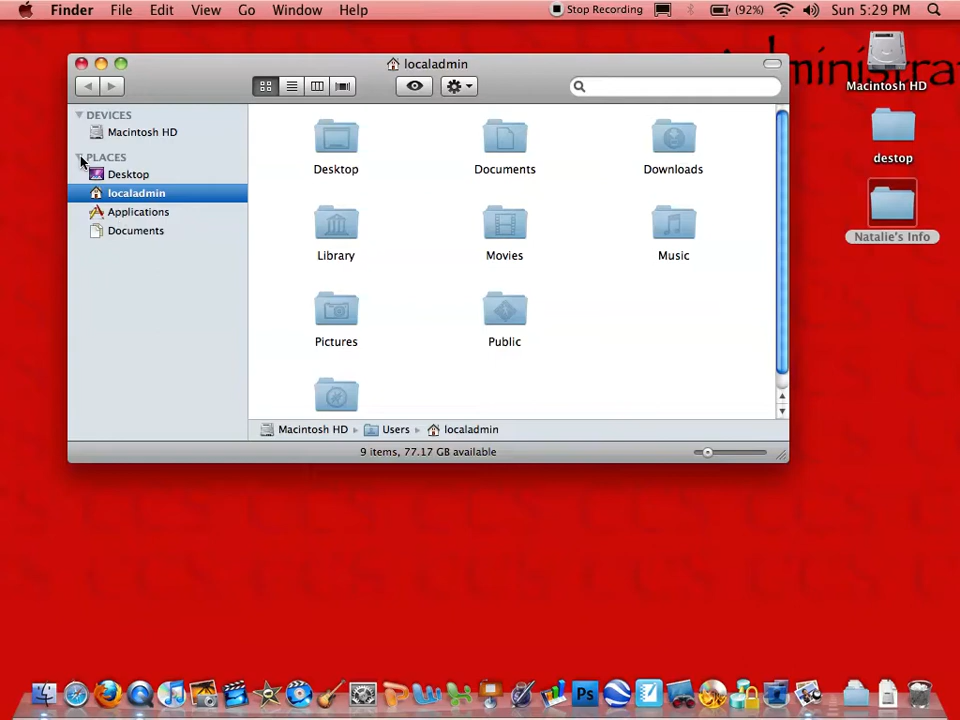 Finder File Edit View Go Window Help Stop Recording (92%) Sun 5:29 PM
localadmin
DEVICES
Macintosh HD
PLACES
Desktop
localadmin
Applications
Documents
Desktop Documents Downloads
Library Movies Music
Pictures Public
Macintosh HD Users localadmin
9 items, 77.17 GB available
Macintosh HD
destop
Natalie's Info
Ps